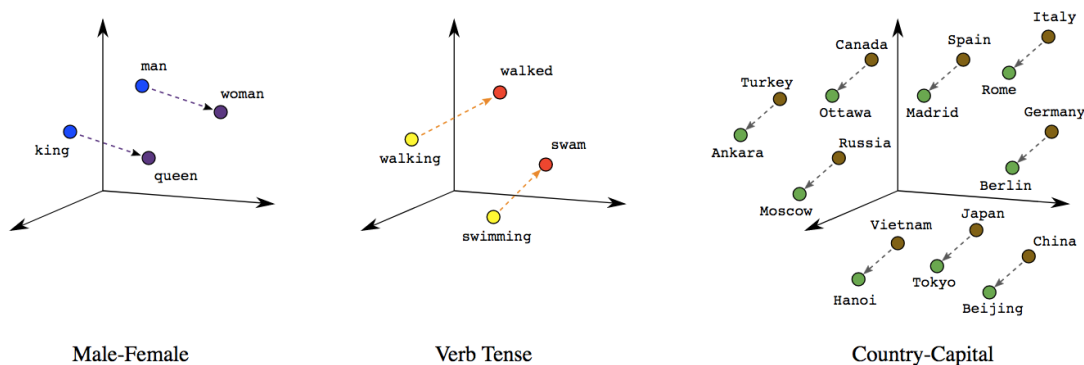 man
woman
king
queen
Male-Female
walked
walking
swam
swimming
Verb Tense
Italy
Canada
Spain
Turkey
Rome
Ottawa
Madrid
Germany
Ankara
Russia
Berlin
Moscow
Vietnam
Japan
China
Hanoi
Tokyo
Beijing
Country-Capital